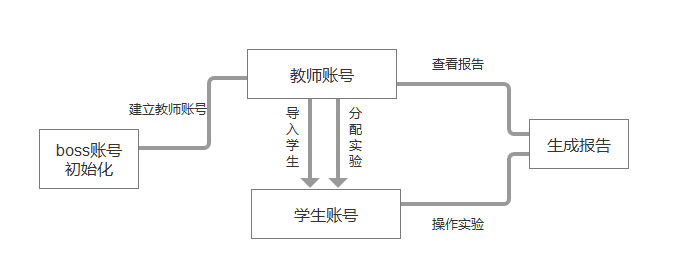 教师账号
查看报告
建立教师账号
导入学生
分配实验
boss账号
初始化
生成报告
学生账号
操作实验